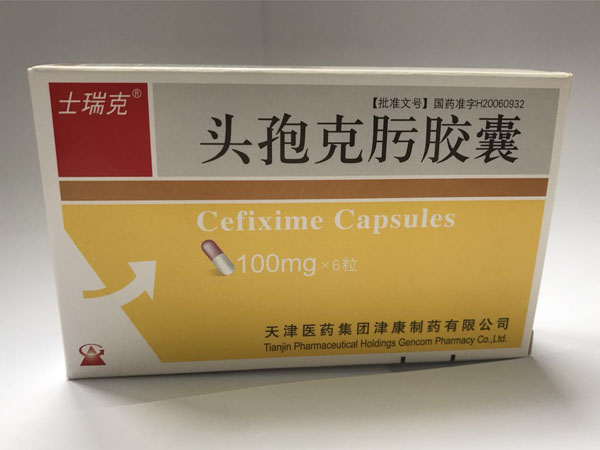 士瑞克®
【批准文号】国药准字H20060932
头孢克肟胶囊
Cefixime Capsules
100mg×6粒
天津医药集团津康制药有限公司
Tianjin Pharmaceutical Holdings Gencom Pharmacy Co.,Ltd.